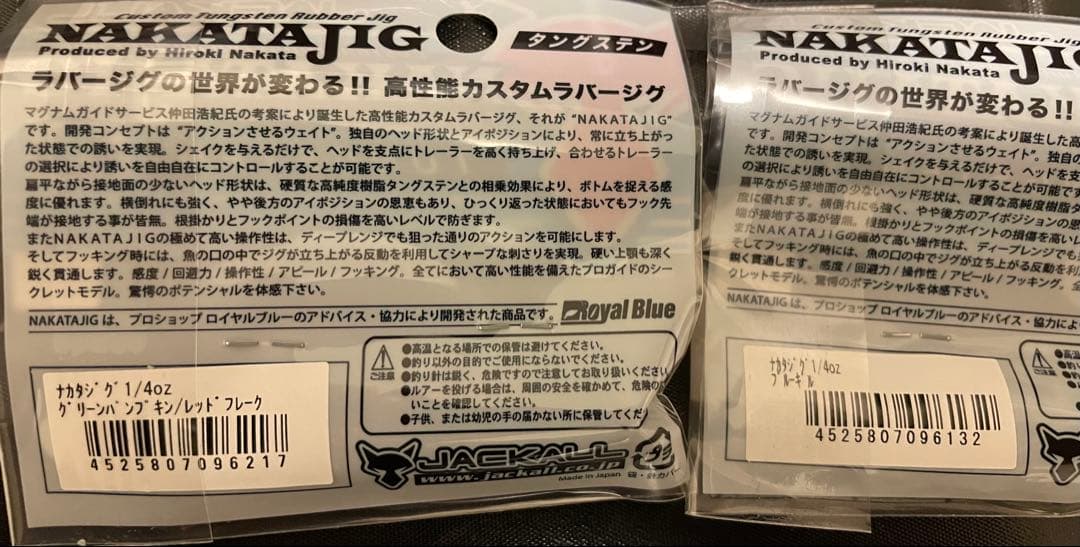 Custom Tungsten Rubber Jig
NAKATAJIG
Produced by Hiroki Nakata
タングステン
ラバージグの世界が変わる!! 高性能カスタムラバージグ
マグナムガイドサービス仲田浩紀氏の考案により誕生した高性能カスタムラバージグ、それが “NAKATAJIG”
です。開発コンセプトは “アクションさせるウェイト”。独自のヘッド形状とアイポジションにより、常に立ち上がっ
た状態での誘いを実現。シェイクを与えるだけで、ヘッドを支点にトレーラーを高く持ち上げ、合わせるトレーラー
の選択により誘いを自由自在にコントロールすることが可能です。
扁平ながら接地面の少ないヘッド形状は、硬質な高純度樹脂タングステンとの相乗効果により、ボトムを捉える感
度に優れます。横倒れにも強く、やや後方のアイポジションの恩恵もあり、ひっくり返った状態においてもフック先
端が接地する事が皆無。根掛かりとフックポイントの損傷を高いレベルで防ぎます。
またNAKATAJIGの極めて高い操作性は、ディープレンジでも狙った通りのアクションを可能にします。
そしてフッキング時には、魚の口の中でジグが立ち上がる反動を利用してシャープな刺さりを実現。硬い上顎も深く
鋭く貫通します。感度/回避力/操作性/アピール/フッキング。全てにおいて高い性能を備えたプロガイドのシー
クレットモデル。驚愕のポテンシャルを体感下さい。
NAKATAJIG は、プロショップ ロイヤルブルーのアドバイス・協力により開発された商品です。
Royal Blue
ご注意
●高温となる場所での保管は避けてください。
●釣り以外の目的でご使用にならないでください。
●釣り針は鋭く、危険ですので注意してお取り扱いください。
●ルアーを投げる場合は、周囲の安全を確かめて、危険の
いことを確認してください。
●子供、または幼児の手の届かない所に保管してくだ
ナカタジグ1/4oz
グリーンパンプキン/レッドフレーク
4525807096217
JACKALL
www.jackall.co.jp
Made in Japan
Custom Tungsten Rubber Jig
NAKATAJIG
Produced by Hiroki Nakata
ラバージグの世界が変わる!!
マグナムガイドサービス仲田浩紀氏の考案により誕生した高性
です。開発コンセプトは “アクションさせるウェイト”。独自の
た状態での誘いを実現。シェイクを与えるだけで、ヘッドを支
の選択により誘いを自由自在にコントロールすることが可能です
扁平ながら接地面の少ないヘッド形状は、硬質な高純度樹脂
度に優れます。横倒れにも強く、やや後方のアイポジションの
端が接地する事が皆無。根掛かりとフックポイントの損傷を高
またNAKATAJIGの極めて高い操作性は、ディープレンジでも
そしてフッキング時には、魚の口の中でジグが立ち上がる反動
鋭く貫通します。感度/回避力/操作性/アピール/フッキング。全
クレットモデル。驚愕のポテンシャルを体感下さい。
NAKATAJIG は、プロショップ ロイヤルブルーのアドバイス・協力によ
ナカタジグ1/4oz
ブルーギル
4525807096132